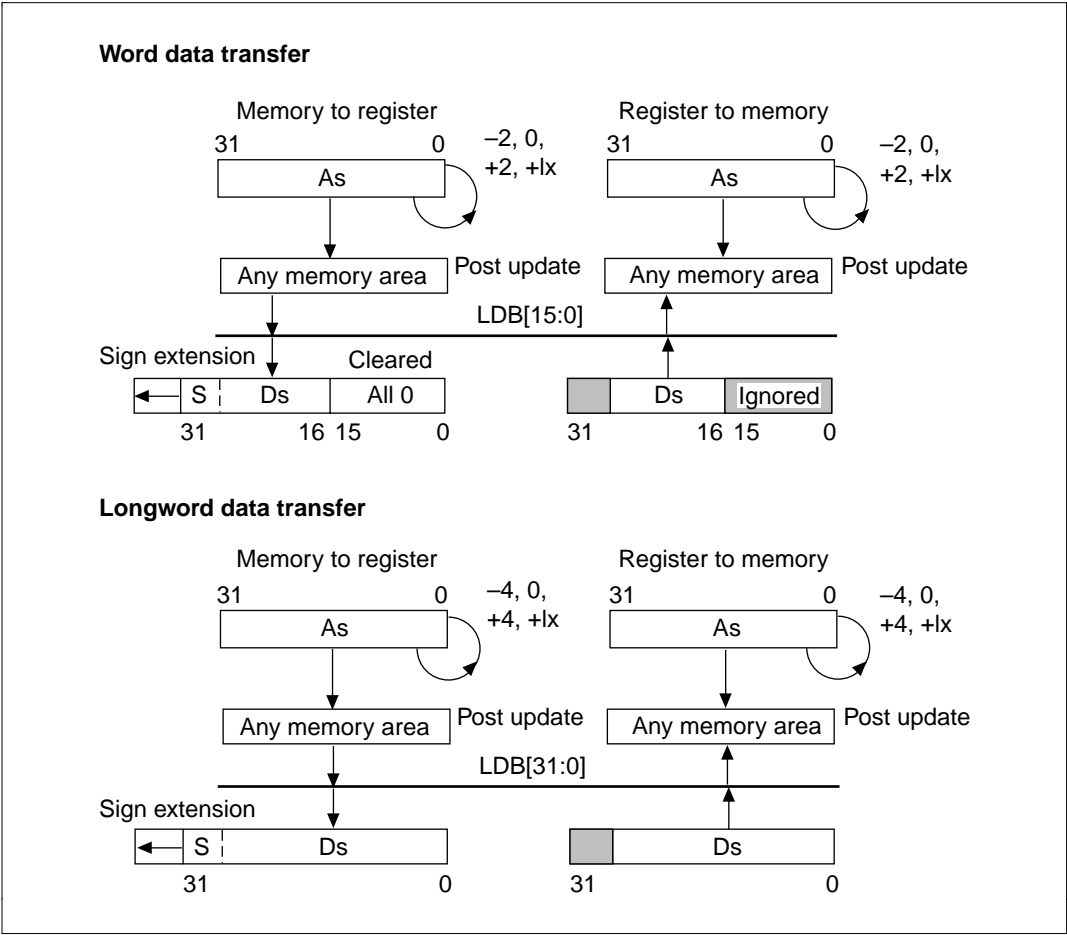 Word data transfer
Memory to register
31 0 –2, 0,
+2, +Ix
As
Any memory area Post update
Register to memory
31 0 –2, 0,
+2, +Ix
As
Any memory area Post update
LDB[15:0]
Sign extension Cleared
S Ds All 0
31 16 15 0
Ds Ignored
31 16 15 0
Longword data transfer
Memory to register
31 0 –4, 0,
+4, +Ix
As
Any memory area Post update
Register to memory
31 0 –4, 0,
+4, +Ix
As
Any memory area Post update
LDB[31:0]
Sign extension
S Ds
31 0
Ds
31 0